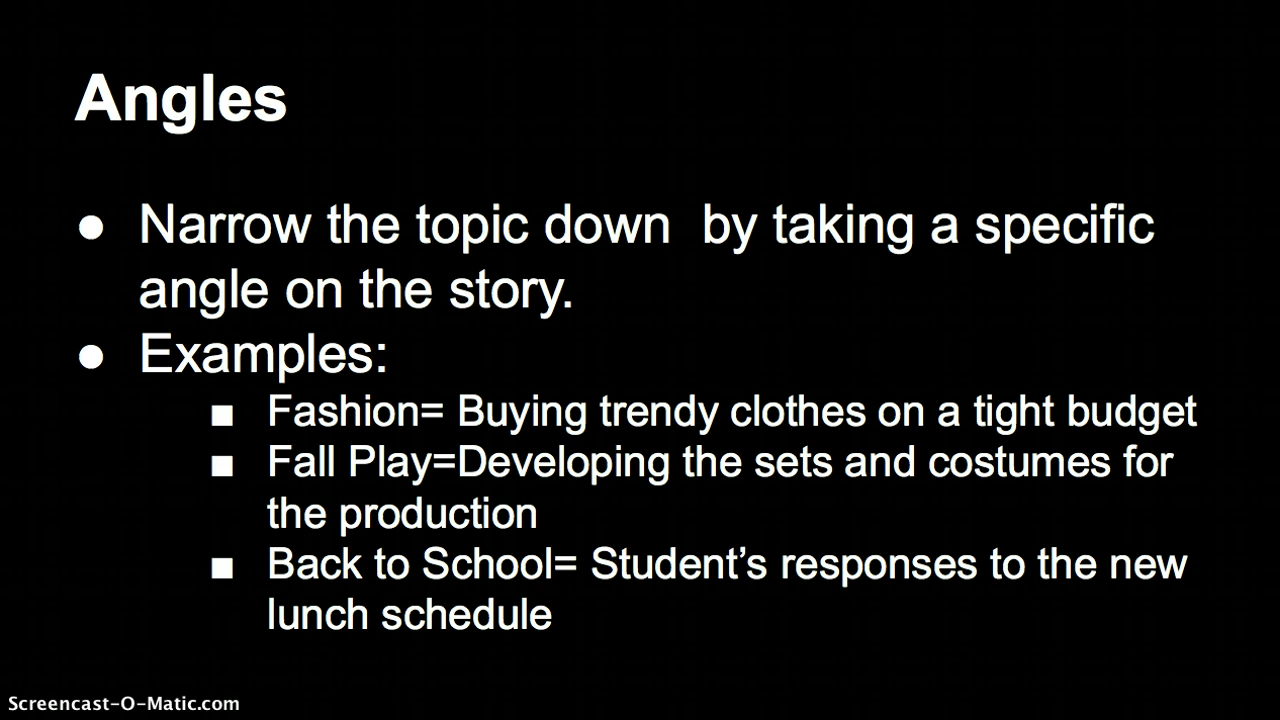 Angles
● Narrow the topic down  by taking a specific
angle on the story.
● Examples:
■ Fashion= Buying trendy clothes on a tight budget
■ Fall Play=Developing the sets and costumes for
the production
■ Back to School= Student’s responses to the new
lunch schedule
Screencast-O-Matic.com